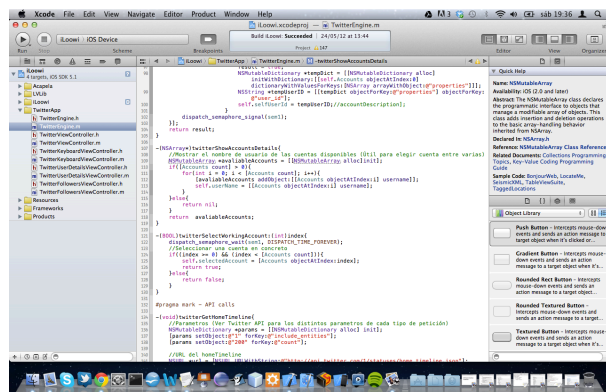 Xcode File Edit View Navigate Editor Product Window Help
sáb 19:36
iLoowi.xcodeproj — TwitterEngine.m
Run Stop
iLoowi iOS Device
Scheme
Breakpoints
Build iLoowi: Succeeded 24/05/12 at 13:44
Project 147
Editor View Organizer
iLoowi
4 targets, iOS SDK 5.1
Acapela
LVLib
iLoowi
TwitterApp
TwitterEngine.h
TwitterEngine.m
TwitterViewController.h
TwitterViewController.m
TwitterKeyboardViewController.h
TwitterKeyboardViewController.m
TwitterUserDetailsViewController.h
TwitterUserDetailsViewController.m
TwitterFollowersViewController.h
TwitterFollowersViewController.m
Resources
Frameworks
Products
iLoowi TwitterApp TwitterEngine.m -twitterShowAccountDetails
result = true;
NSMutableDictionary *tempDict = [[NSMutableDictionary alloc]
initWithDictionary:[[self.Accounts objectAtIndex:0]
dictionaryWithValuesForKeys:[NSArray arrayWithObject:@"properties"]]];
NSString *tempUserID = [[tempDict objectForKey:@"properties"] objectForKey:
@"user_id"];
self.selfUserId = tempUserID;//accountDescription];
}
dispatch_semaphore_signal(sem1);
}];
return result;
}
-(NSArray*)twitterShowAccountsDetails{
//Mostrar el nombre de usuario de las cuentas disponibles (Útil para elegir cuenta entre varias)
NSMutableArray *avaliableAccounts = [[NSMutableArray alloc]init];
if([Accounts count] > 0){
for(int i = 0; i < [Accounts count]; i++){
[avaliableAccounts addObject:[[Accounts objectAtIndex:i] username]];
self.userName = [[Accounts objectAtIndex:i] username];
}
}else{
return nil;
}
return avaliableAccounts;
}
-(BOOL)twitterSelectWorkingAccount:(int)index{
dispatch_semaphore_wait(sem1, DISPATCH_TIME_FOREVER);
//Seleccionar una cuenta en concreto
if((index >= 0) && (index < [Accounts count])){
self.selectedAccount = [Accounts objectAtIndex:index];
return true;
}else{
return false;
}
}
#pragma mark - API calls
-(void)twitterGetHomeTimeline{
//Parametros (Ver Twitter API para los distintos parametros de cada tipo de petición)
NSMutableDictionary *params = [[NSMutableDictionary alloc] init];
[params setObject:@"1" forKey:@"include_entities"];
[params setObject:@"200" forKey:@"count"];
//URL del homeTimeline
Quick Help
Name: NSMutableArray
Availability: iOS (2.0 and later)
Abstract: The NSMutableArray class declares
the programmatic interface to objects that
manage a modifiable array of objects. This
class adds insertion and deletion operations
to the basic array-handling behavior
inherited from NSArray.
Declared In: NSArray.h
Reference: NSMutableArray Class Reference
Related Documents: Collections Programming
Topics, Key-Value Coding Programming
Guide
Sample Code: BonjourWeb, LocateMe,
SeismicXML, TableViewSuite,
TaggedLocations
Object Library
Push Button - Intercepts mouse-down
events and sends an action message to a
target object when it's clicked or...
Gradient Button - Intercepts mouse-
down events and sends an action
message to a target object when it's...
Rounded Rect Button - Intercepts
mouse-down events and sends an
action message to a target object...
Rounded Textured Button -
Intercepts mouse-down events and
sends an action message to a target...
Textured Button - Intercepts mouse-
down events and sends an action
message to a target object when it's...